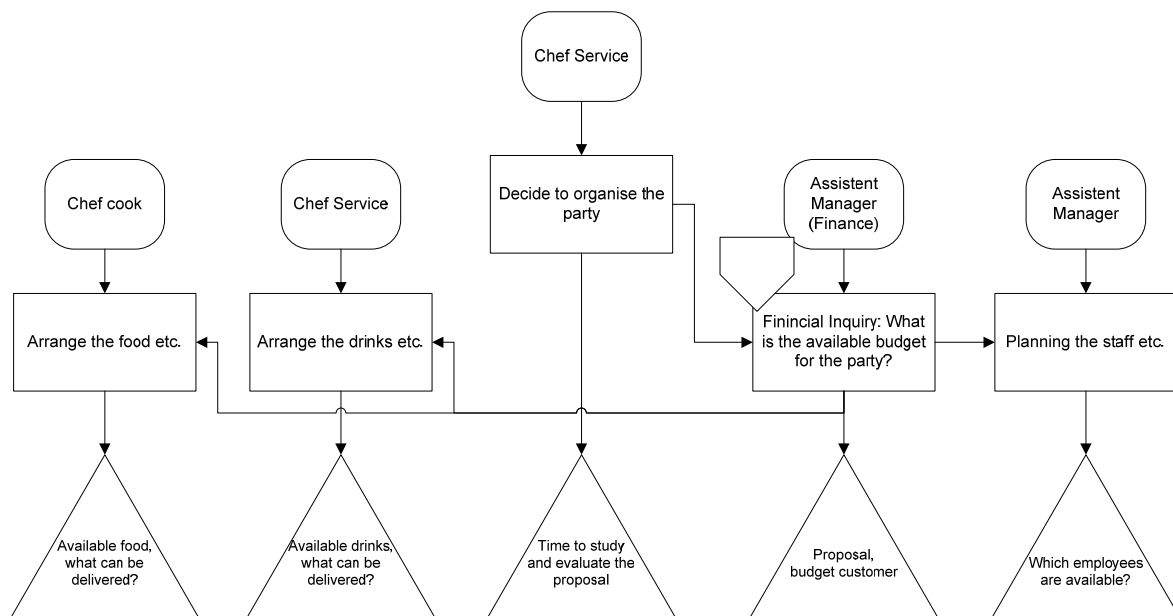 Chef Service
Chef cook
Chef Service
Decide to organise the
party
Assistent
Manager
(Finance)
Assistent
Manager
Arrange the food etc.
Arrange the drinks etc.
Finincial Inquiry: What
is the available budget
for the party?
Planning the staff etc.
Available food,
what can be
delivered?
Available drinks,
what can be
delivered?
Time to study
and evaluate the
proposal
Proposal,
budget customer
Which employees
are available?